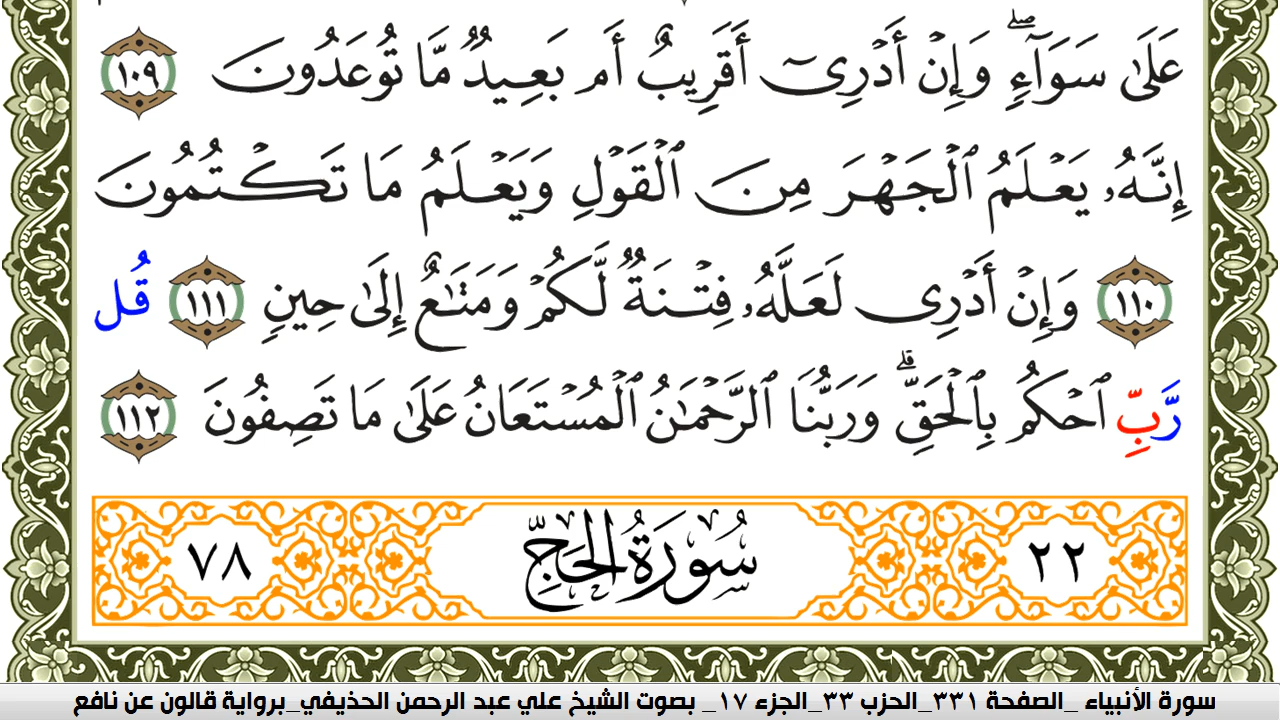 عَلَىٰ سَوَآءٍۖ وَإِنْ أَدْرِىٓ أَقَرِيبٌ أَم بَعِيدٌ مَّا تُوعَدُونَ ١٠٩
إِنَّهُۥ يَعْلَمُ ٱلْجَهْرَ مِنَ ٱلْقَوْلِ وَيَعْلَمُ مَا تَكْتُمُونَ
١١٠ وَإِنْ أَدْرِى لَعَلَّهُۥ فِتْنَةٌ لَّكُمْ وَمَتَٰعٌ إِلَىٰ حِينٍ ١١١ قُل
رَّبِّ ٱحْكُم بِٱلْحَقِّۗ وَرَبُّنَا ٱلرَّحْمَٰنُ ٱلْمُسْتَعَانُ عَلَىٰ مَا تَصِفُونَ ١١٢
٢٢ سُورَةُ الحَجِّ ٧٨
سورة الأنبياء _الصفحة ٣٣١_الحزب ٣٣_الجزء ١٧_ بصوت الشيخ علي عبد الرحمن الحذيفي_برواية قالون عن نافع